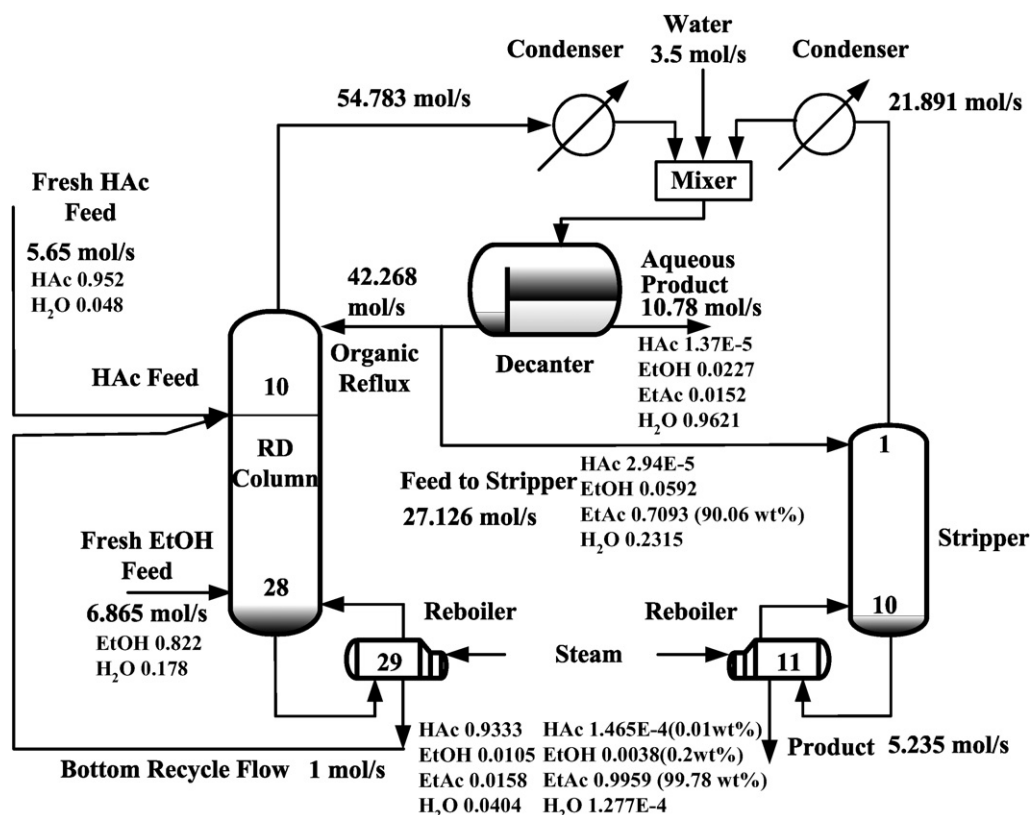 Water
3.5 mol/s
Condenser
Condenser
54.783 mol/s
21.891 mol/s
Mixer
Fresh HAc
Feed
5.65 mol/s
HAc 0.952
H₂O 0.048
42.268
mol/s
Aqueous
Product
10.78 mol/s
Organic
Reflux
Decanter
HAc 1.37E-5
EtOH 0.0227
EtAc 0.0152
H₂O 0.9621
HAc Feed
10
RD
Column
28
1
10
Stripper
Feed to Stripper
27.126 mol/s
HAc 2.94E-5
EtOH 0.0592
EtAc 0.7093 (90.06 wt%)
H₂O 0.2315
Fresh EtOH
Feed
6.865 mol/s
EtOH 0.822
H₂O 0.178
Reboiler
Reboiler
29
Steam
11
HAc 0.9333
EtOH 0.0105
EtAc 0.0158
H₂O 0.0404
HAc 1.465E-4(0.01wt%)
EtOH 0.0038(0.2wt%)
EtAc 0.9959 (99.78 wt%)
H₂O 1.277E-4
Product 5.235 mol/s
Bottom Recycle Flow 1 mol/s